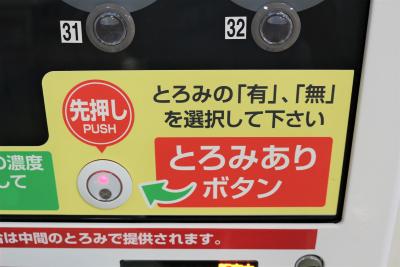 31
32
先押し
PUSH
とろみの「有」、「無」
を選択して下さい
とろみあり
ボタン
の濃度
して
は中間のとろみで提供されます。